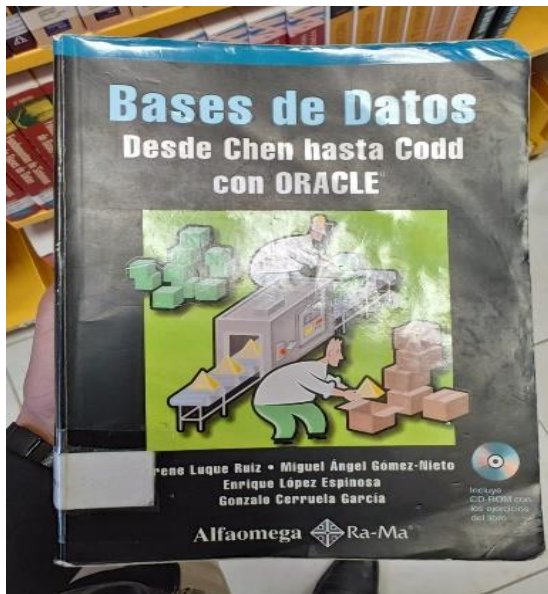 Bases de Datos
Desde Chen hasta Codd
con ORACLE
rene Luque Ruiz • Miguel Ángel Gómez-Nieto
Enrique López Espinosa
Gonzalo Cerruela García
Incluye
CD-ROM con
los ejercicios
del libro
Alfaomega Ra-Ma®